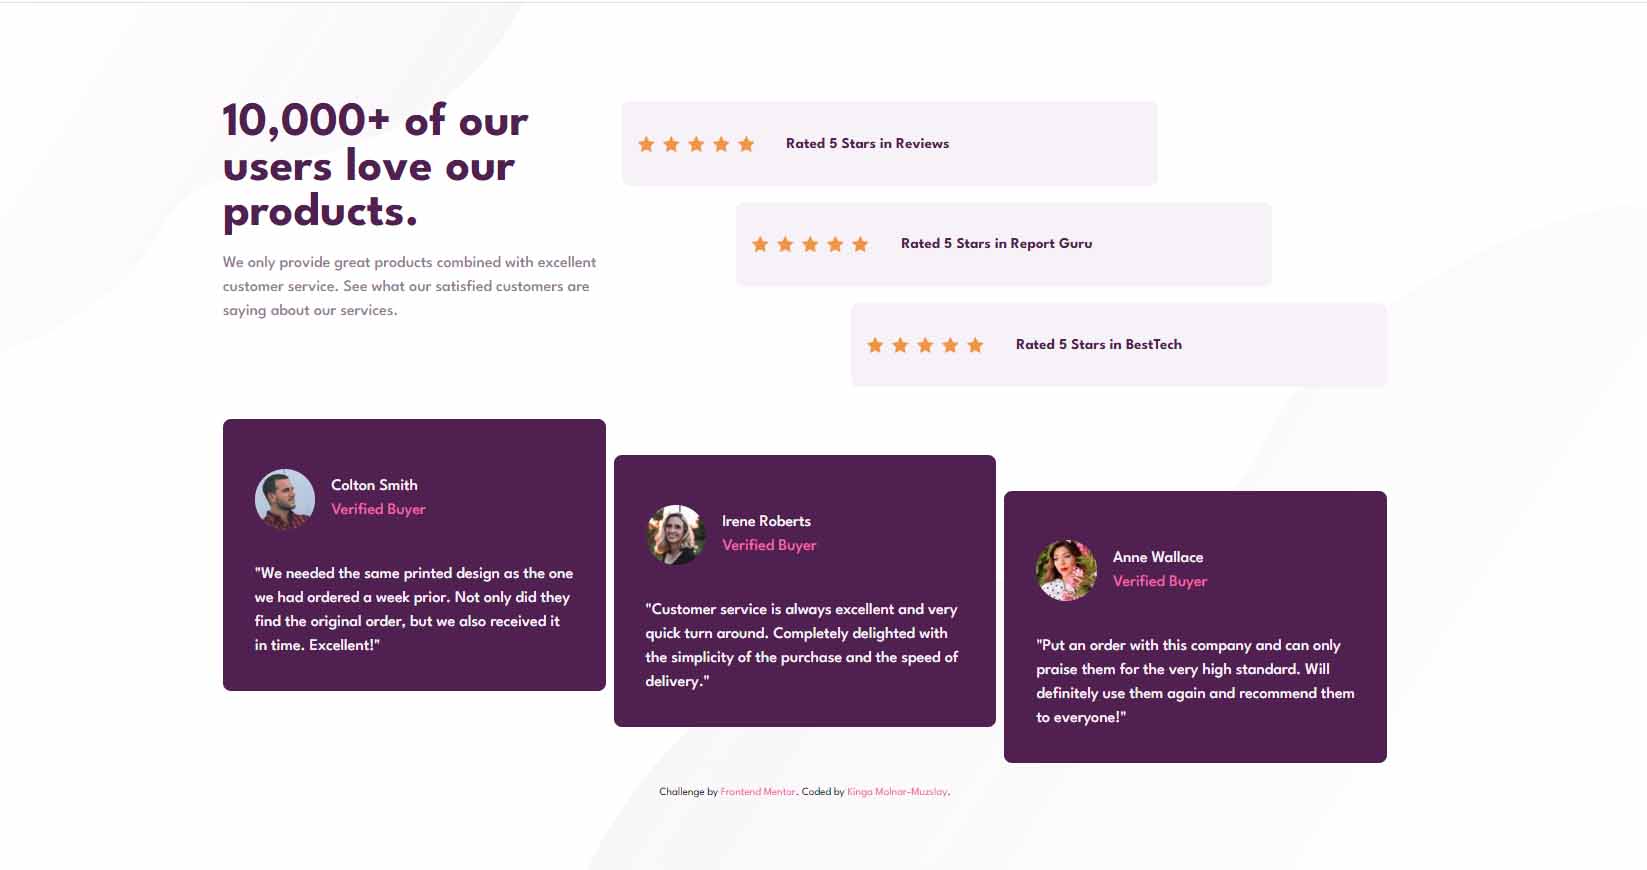 10,000+ of our
users love our
products.
We only provide great products combined with excellent
customer service. See what our satisfied customers are
saying about our services.
Rated 5 Stars in Reviews
Rated 5 Stars in Report Guru
Rated 5 Stars in BestTech
Colton Smith
Verified Buyer
"We needed the same printed design as the one
we had ordered a week prior. Not only did they
find the original order, but we also received it
in time. Excellent!"
Irene Roberts
Verified Buyer
"Customer service is always excellent and very
quick turn around. Completely delighted with
the simplicity of the purchase and the speed of
delivery."
Anne Wallace
Verified Buyer
"Put an order with this company and can only
praise them for the very high standard. Will
definitely use them again and recommend them
to everyone!"
Challenge by Frontend Mentor. Coded by Kinga Molnar-Muzslay.